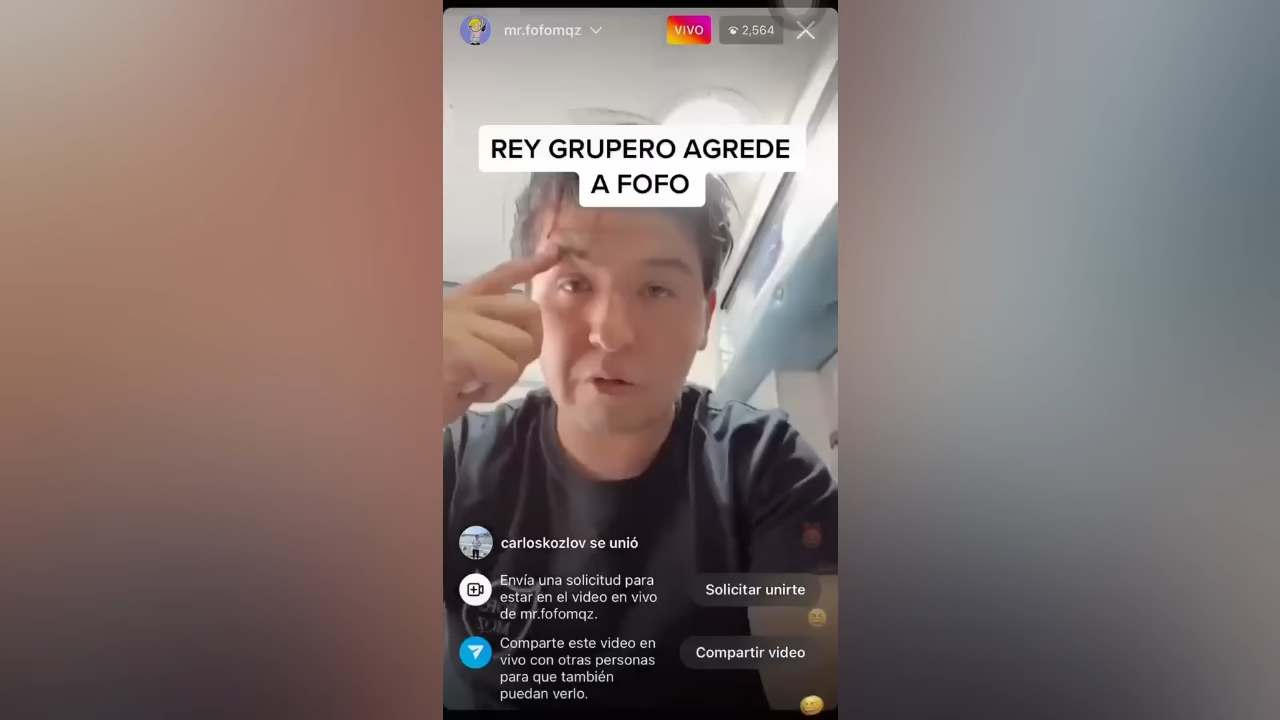 mr.fofomqz
VIVO
2,564
REY GRUPERO AGREDE
A FOFO
carloskozlov se unió
Envía una solicitud para
estar en el video en vivo
de mr.fofomqz.
Solicitar unirte
Comparte este video en
vivo con otras personas
para que también
puedan verlo.
Compartir video